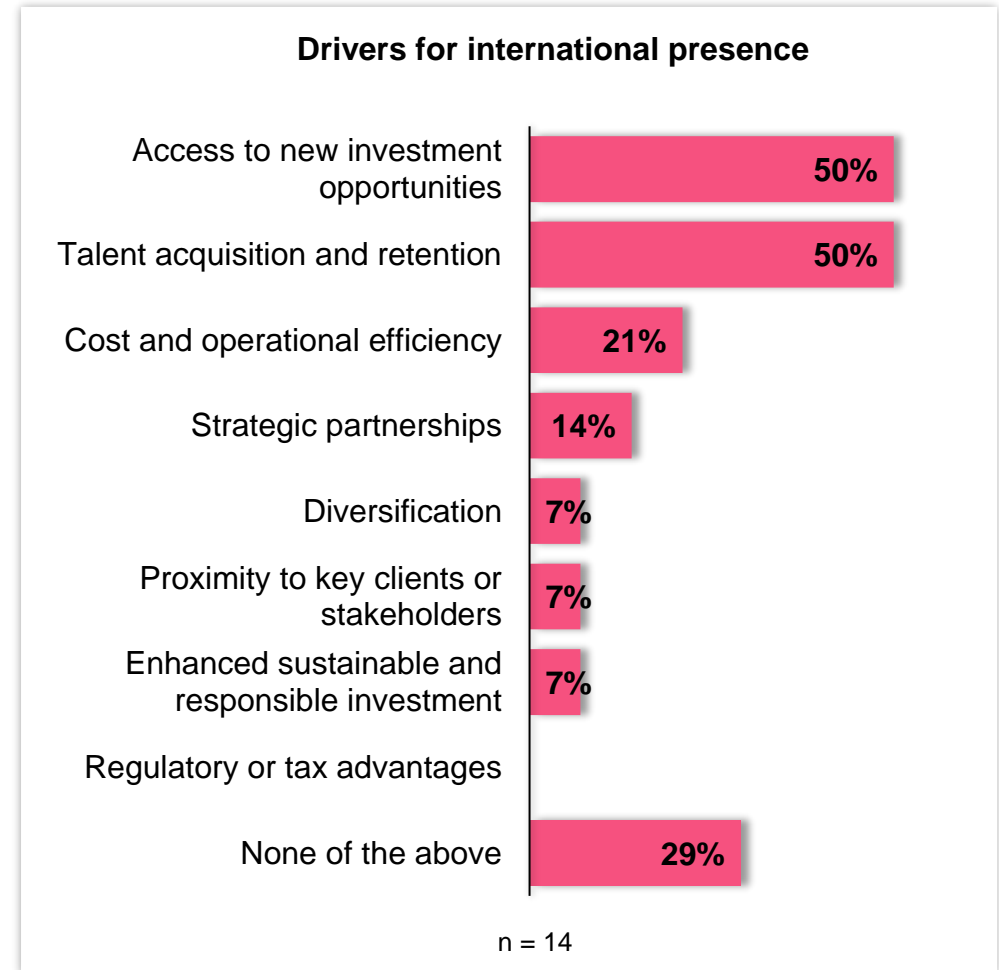 Drivers for international presence
Access to new investment
opportunities
50%
Talent acquisition and retention
50%
Cost and operational efficiency
21%
Strategic partnerships
14%
Diversification
7%
Proximity to key clients or
stakeholders
7%
Enhanced sustainable and
responsible investment
7%
Regulatory or tax advantages
None of the above
29%
n = 14